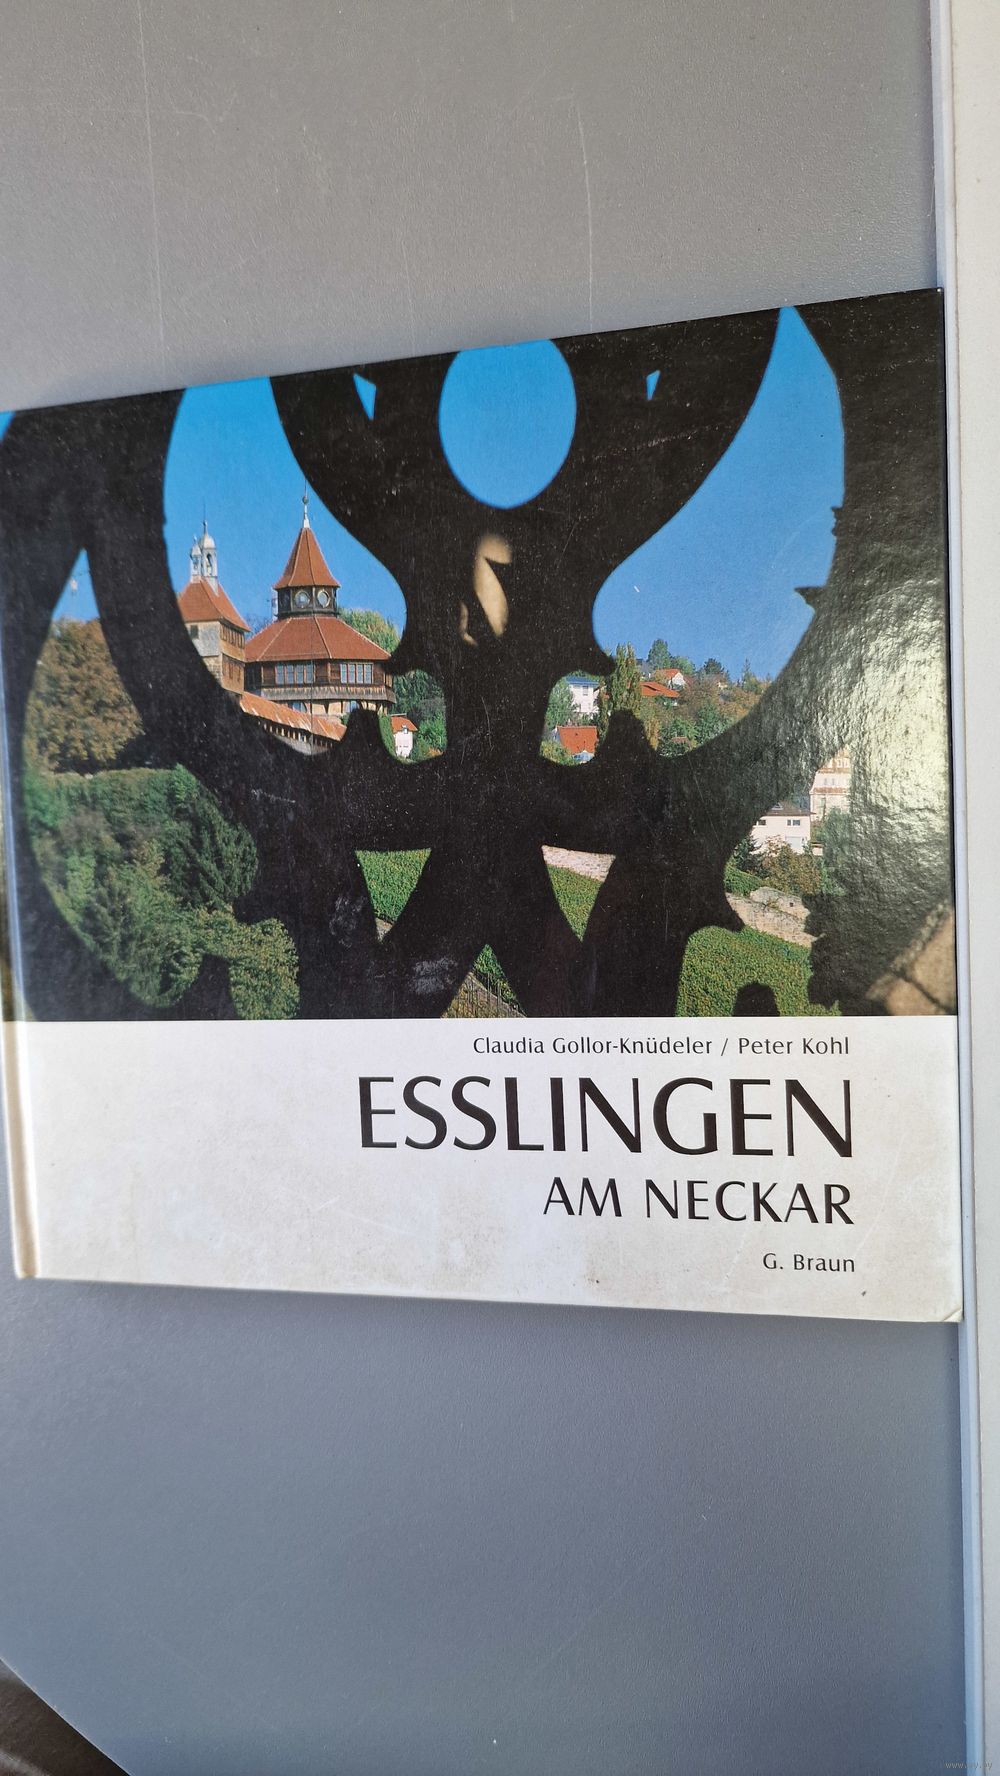 Claudia Gollor-Knüdeler / Peter Kohl
ESSLINGEN
AM NECKAR
G. Braun